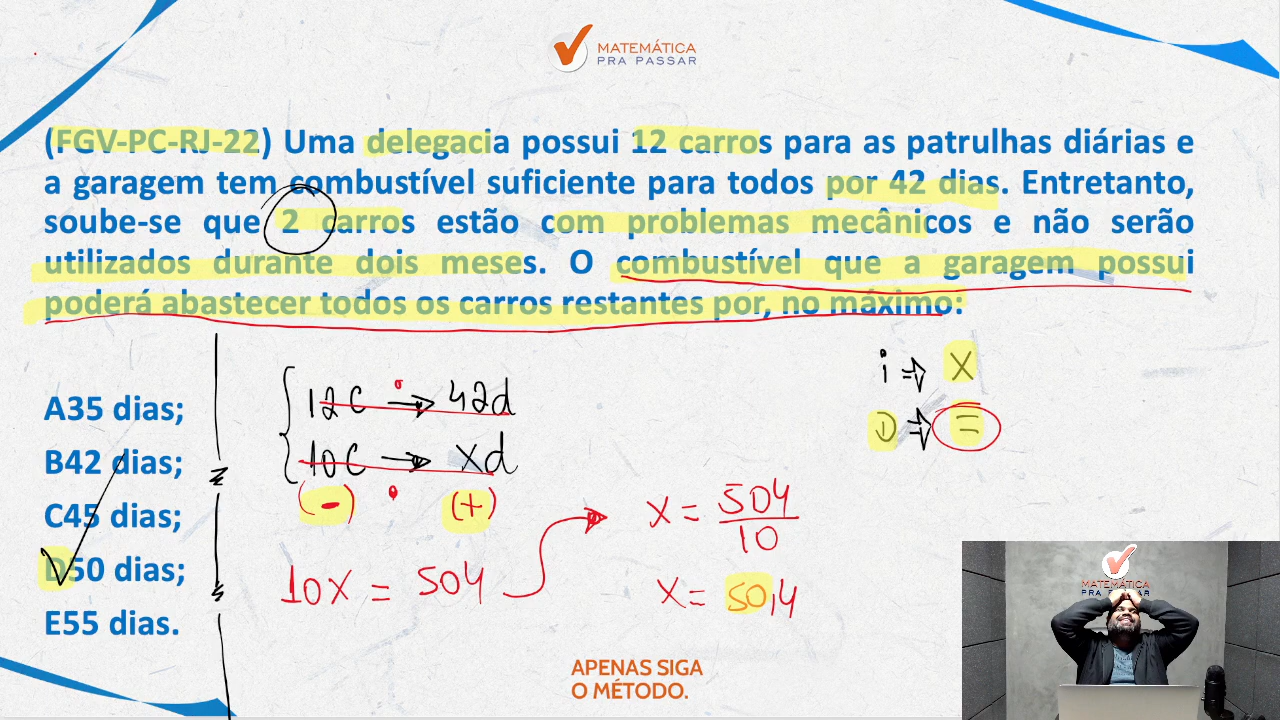 MATEMÁTICA
PRA PASSAR
(FGV-PC-RJ-22) Uma delegacia possui 12 carros para as patrulhas diárias e
a garagem tem combustível suficiente para todos por 42 dias. Entretanto,
soube-se que 2 carros estão com problemas mecânicos e não serão
utilizados durante dois meses. O combustível que a garagem possui
poderá abastecer todos os carros restantes por, no máximo:
A35 dias;
B42 dias;
C45 dias;
D50 dias;
E55 dias.
12C → 42d
10C → xd
(-) (+)
10x = 504
x = 504/10
x = 50,4
i ⇒ X
D ⇒ =
MATEMÁTICA
PRA PASSAR
APENAS SIGA
O MÉTODO.